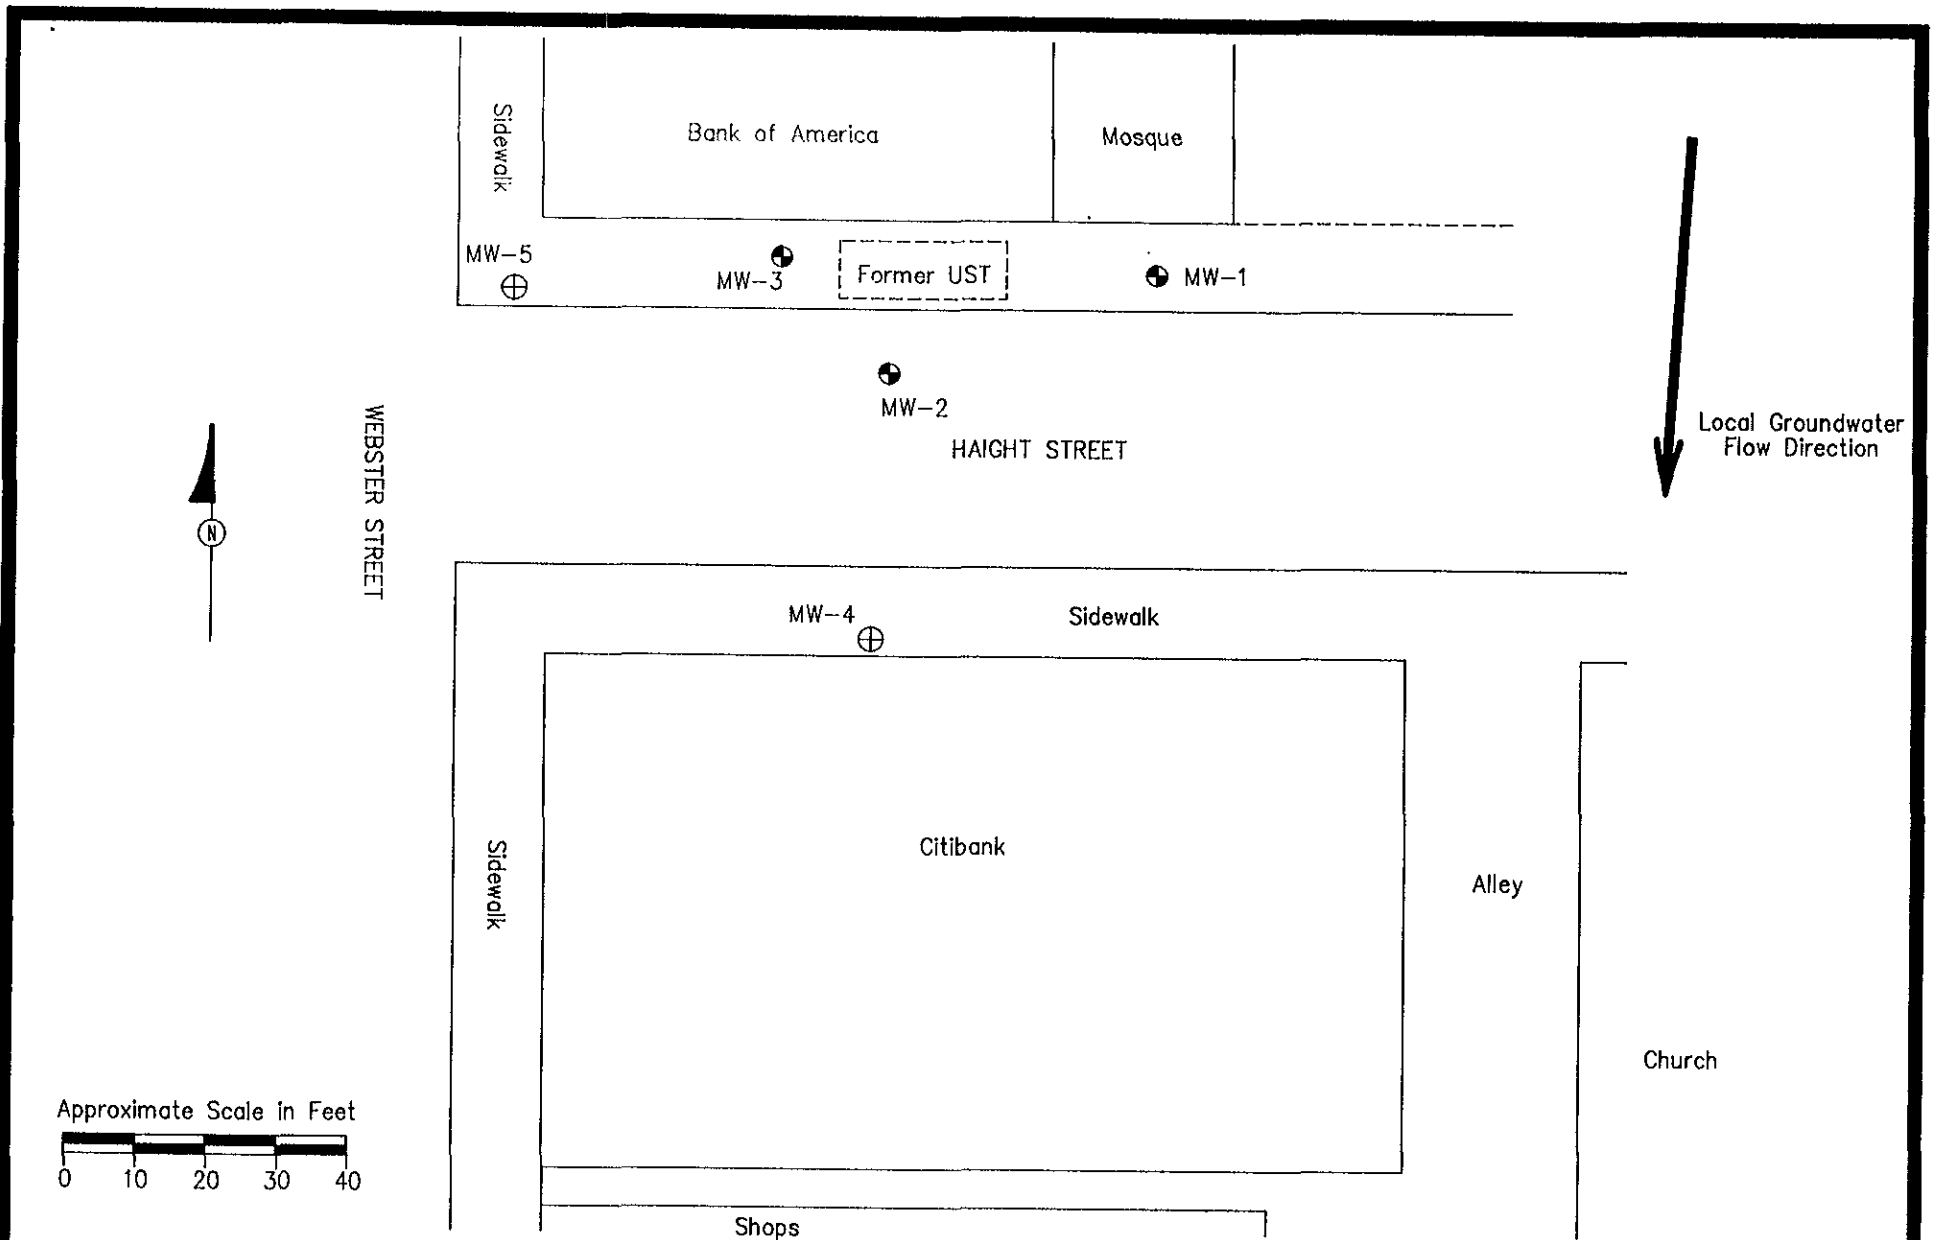 Sidewalk
Bank of America
Mosque
MW-5
MW-3
Former UST
MW-1
MW-2
WEBSTER STREET
HAIGHT STREET
Local Groundwater
Flow Direction
N
MW-4
Sidewalk
Sidewalk
Citibank
Alley
Church
Approximate Scale in Feet
0 10 20 30 40
Shops